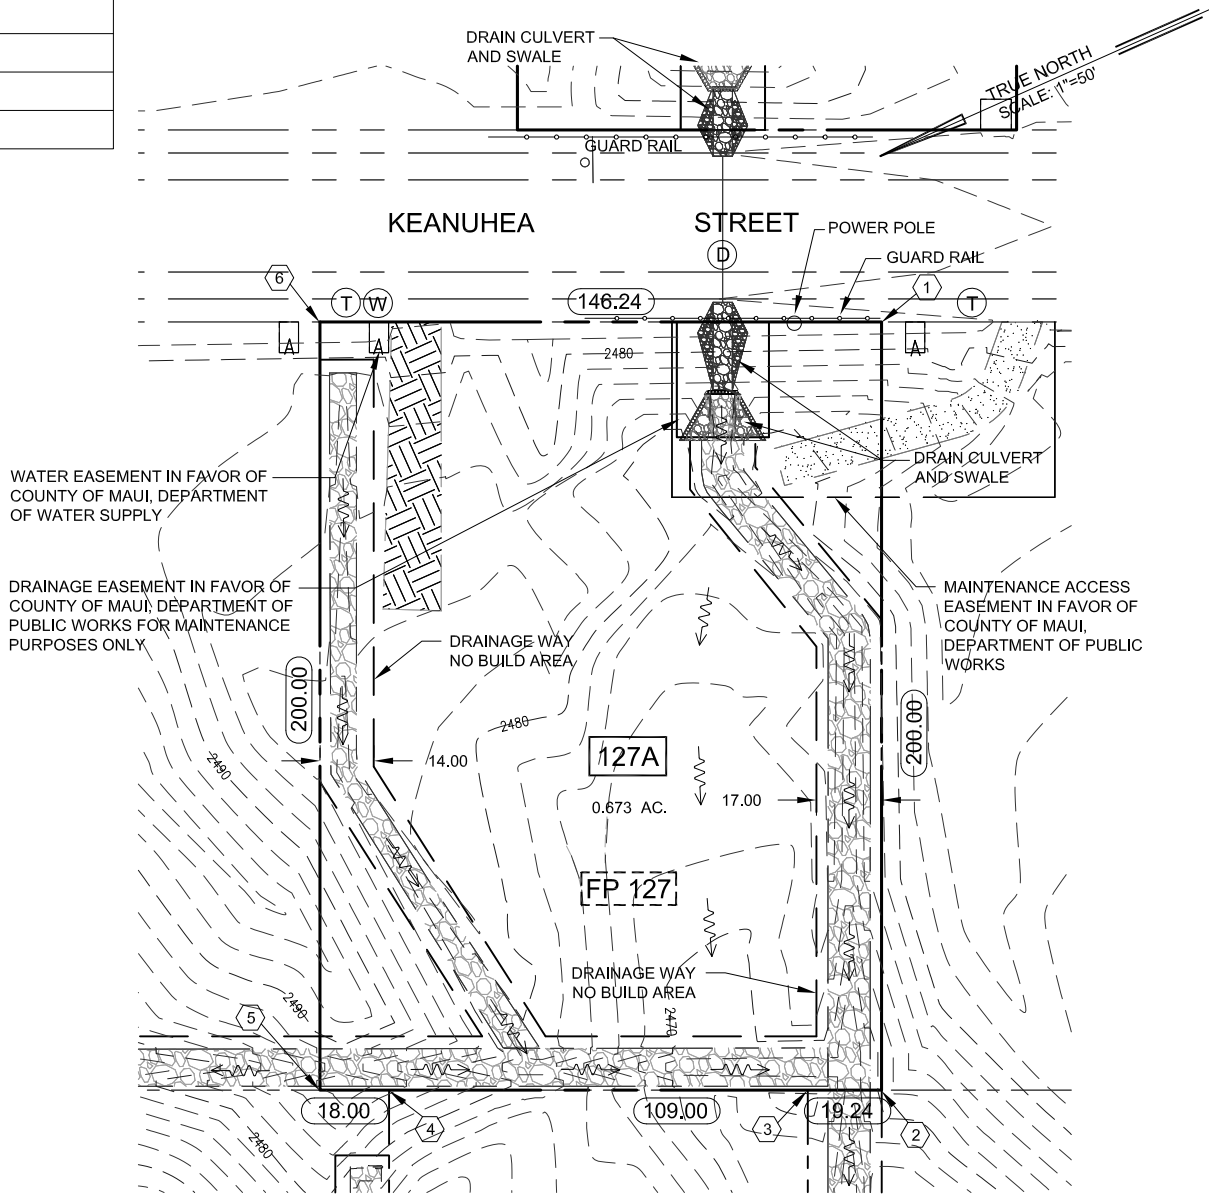 DRAIN CULVERT
AND SWALE
TRUE NORTH
SCALE: 1"=50'
GUARD RAIL
KEANUHEA STREET
POWER POLE
D
GUARD RAIL
6
T
W
146.24
1
T
A
A
A
2480
WATER EASEMENT IN FAVOR OF
COUNTY OF MAUI, DEPARTMENT
OF WATER SUPPLY
DRAIN CULVERT
AND SWALE
DRAINAGE EASEMENT IN FAVOR OF
COUNTY OF MAUI, DEPARTMENT OF
PUBLIC WORKS FOR MAINTENANCE
PURPOSES ONLY
MAINTENANCE ACCESS
EASEMENT IN FAVOR OF
COUNTY OF MAUI,
DEPARTMENT OF PUBLIC
WORKS
DRAINAGE WAY
NO BUILD AREA
200.00
2480
200.00
2490
14.00
127A
0.673 AC.
17.00
FP 127
DRAINAGE WAY
NO BUILD AREA
2490
2470
5
18.00
109.00
19.24
4
3
2
2480